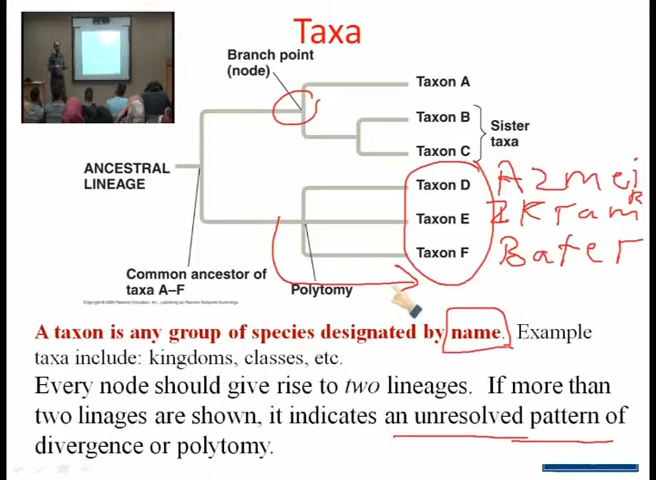 Taxa
Branch point
(node)
Taxon A
Taxon B
Taxon C
Sister
taxa
ANCESTRAL
LINEAGE
Taxon D
Taxon E
Taxon F
Azmei
IKram
Bater
Common ancestor of
taxa A–F
Polytomy
A taxon is any group of species designated by name. Example
taxa include: kingdoms, classes, etc.
Every node should give rise to two lineages. If more than
two linages are shown, it indicates an unresolved pattern of
divergence or polytomy.